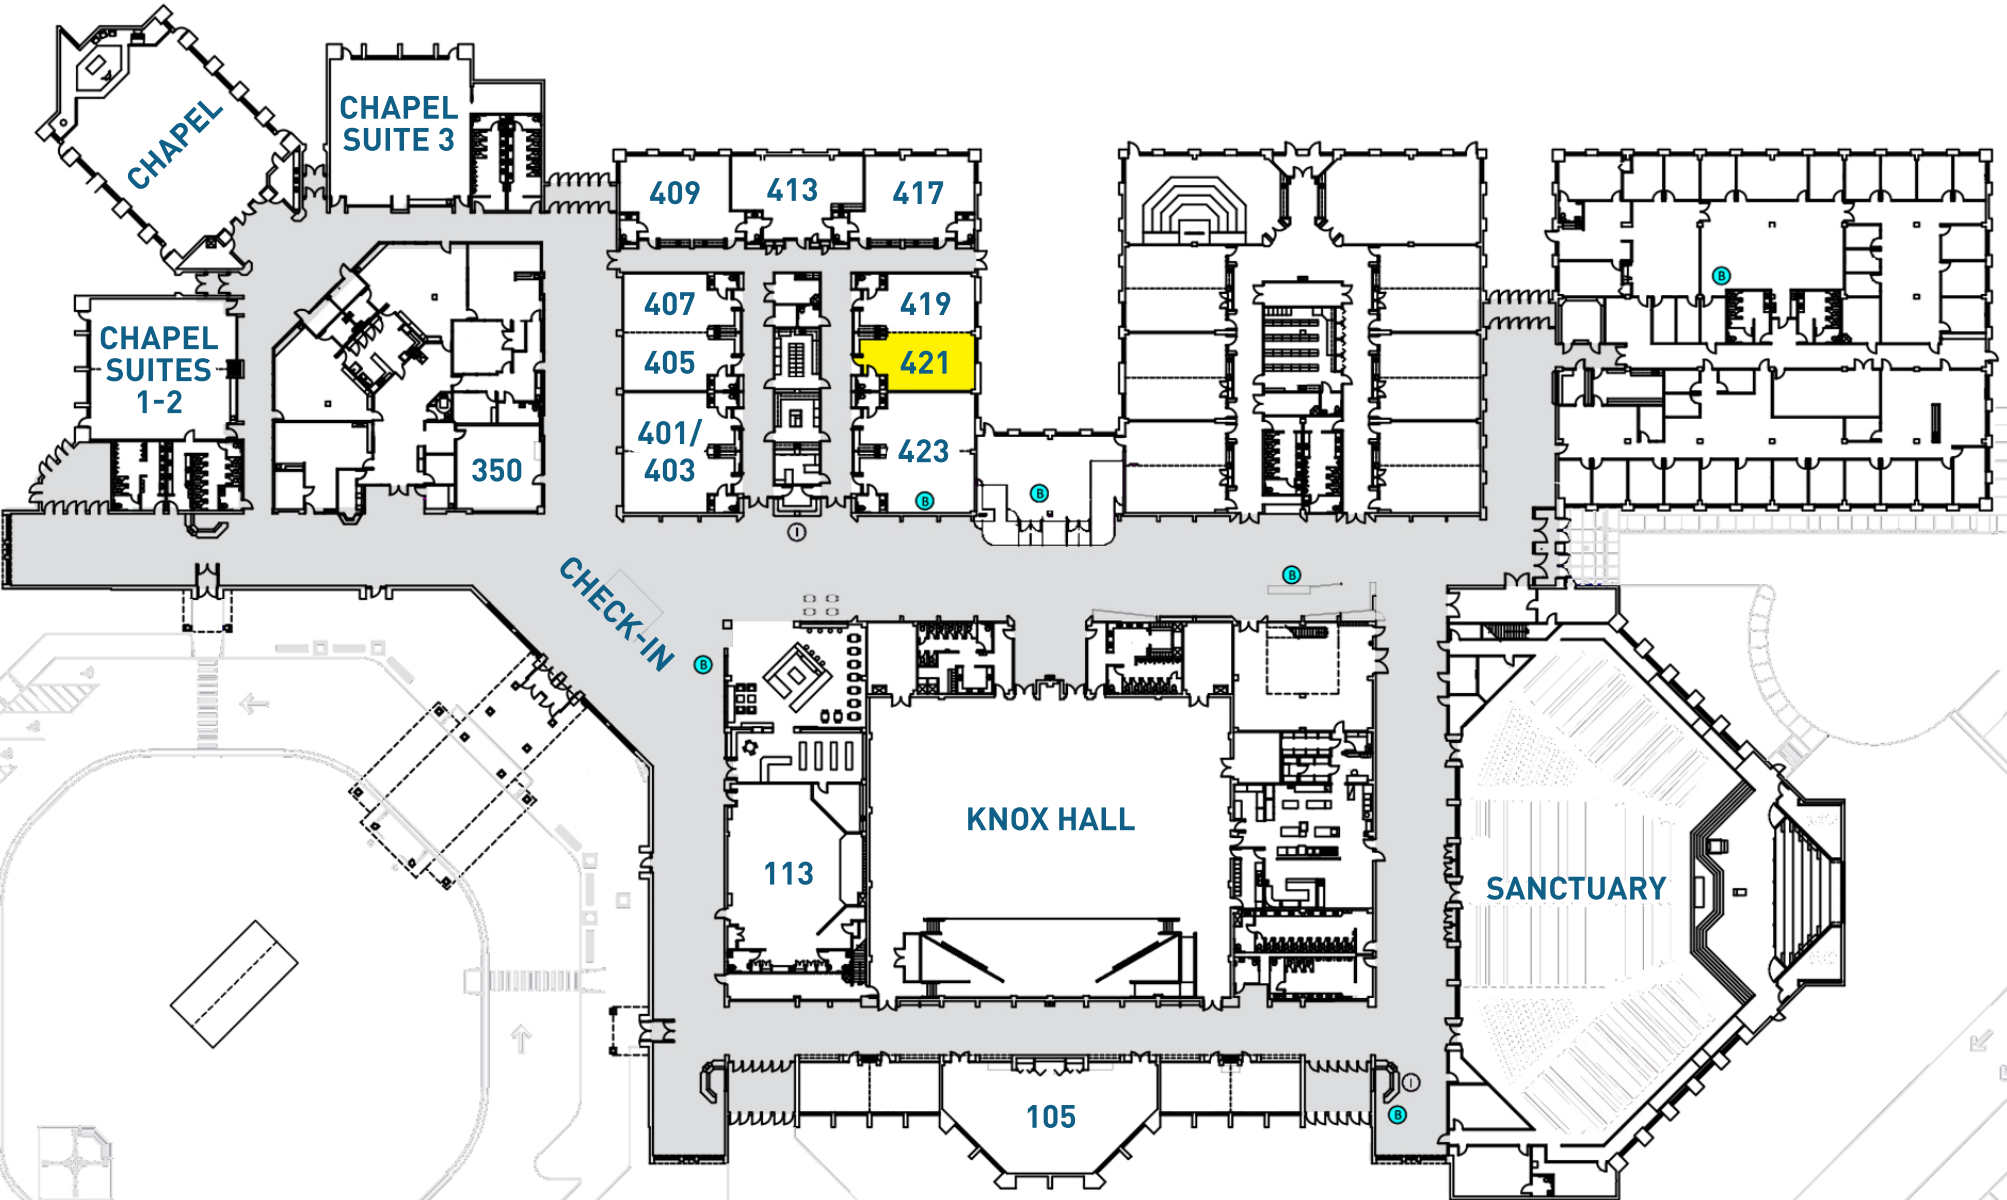 CHAPEL
CHAPEL
SUITE 3
409
413
417
407
419
CHAPEL
SUITES
1-2
405
421
401/
403
423
350
B
B
B
I
B
CHECK-IN
B
KNOX HALL
113
SANCTUARY
105
I
B